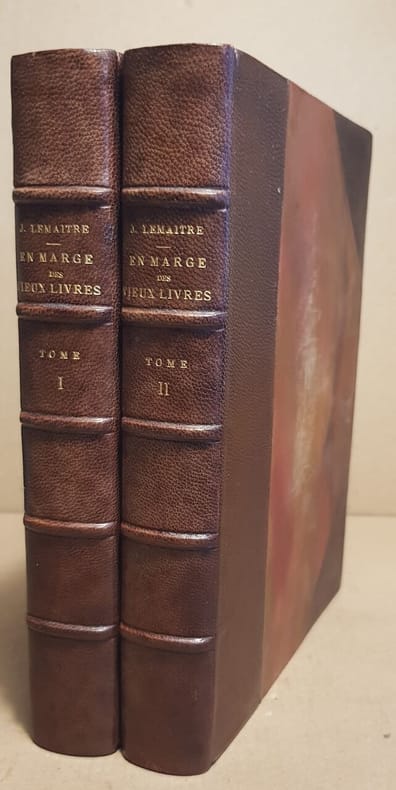 J. LEMAITRE
EN MARGE
DES
VIEUX LIVRES
TOME
I
J. LEMAITRE
EN MARGE
DES
VIEUX LIVRES
TOME
II